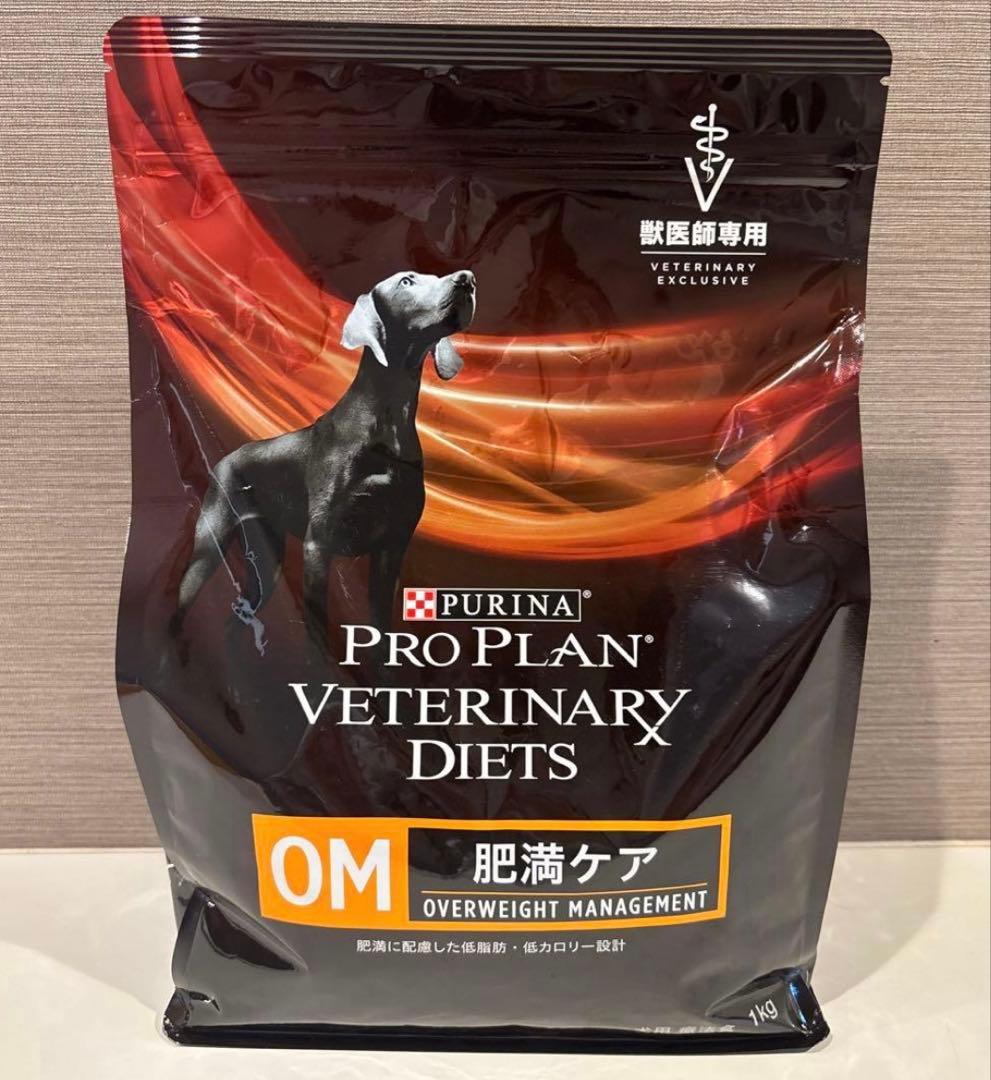 獣医師専用
VETERINARY
EXCLUSIVE
PURINA®
PRO PLAN®
VETERINARY
DIETS
OM
肥満ケア
OVERWEIGHT MANAGEMENT
肥満に配慮した低脂肪・低カロリー設計
1kg